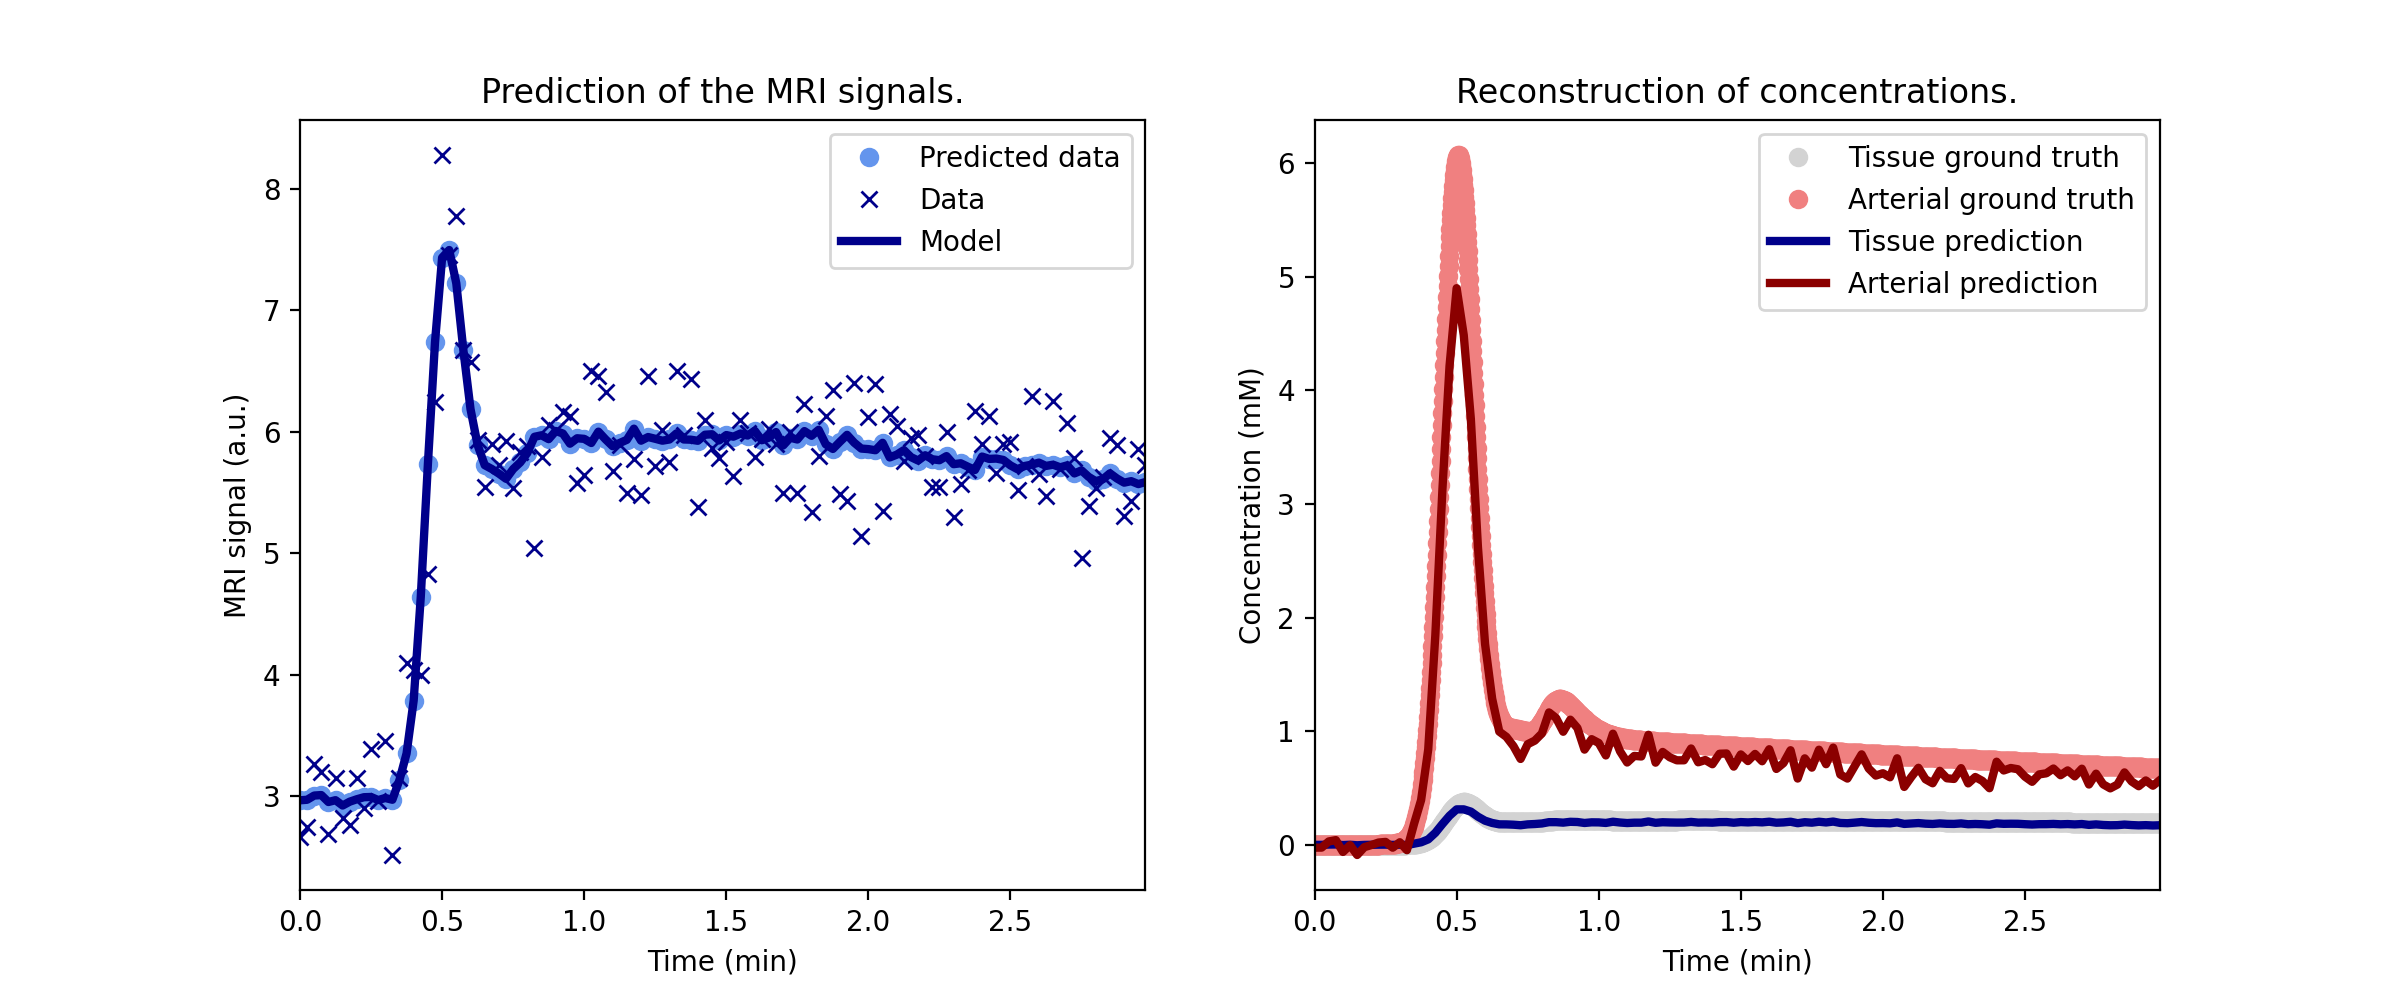 Prediction of the MRI signals.
Predicted data
Data
Model
8
7
6
5
4
3
MRI signal (a.u.)
0.0 0.5 1.0 1.5 2.0 2.5
Time (min)
Reconstruction of concentrations.
Tissue ground truth
Arterial ground truth
Tissue prediction
Arterial prediction
6
5
4
3
2
1
0
Concentration (mM)
0.0 0.5 1.0 1.5 2.0 2.5
Time (min)